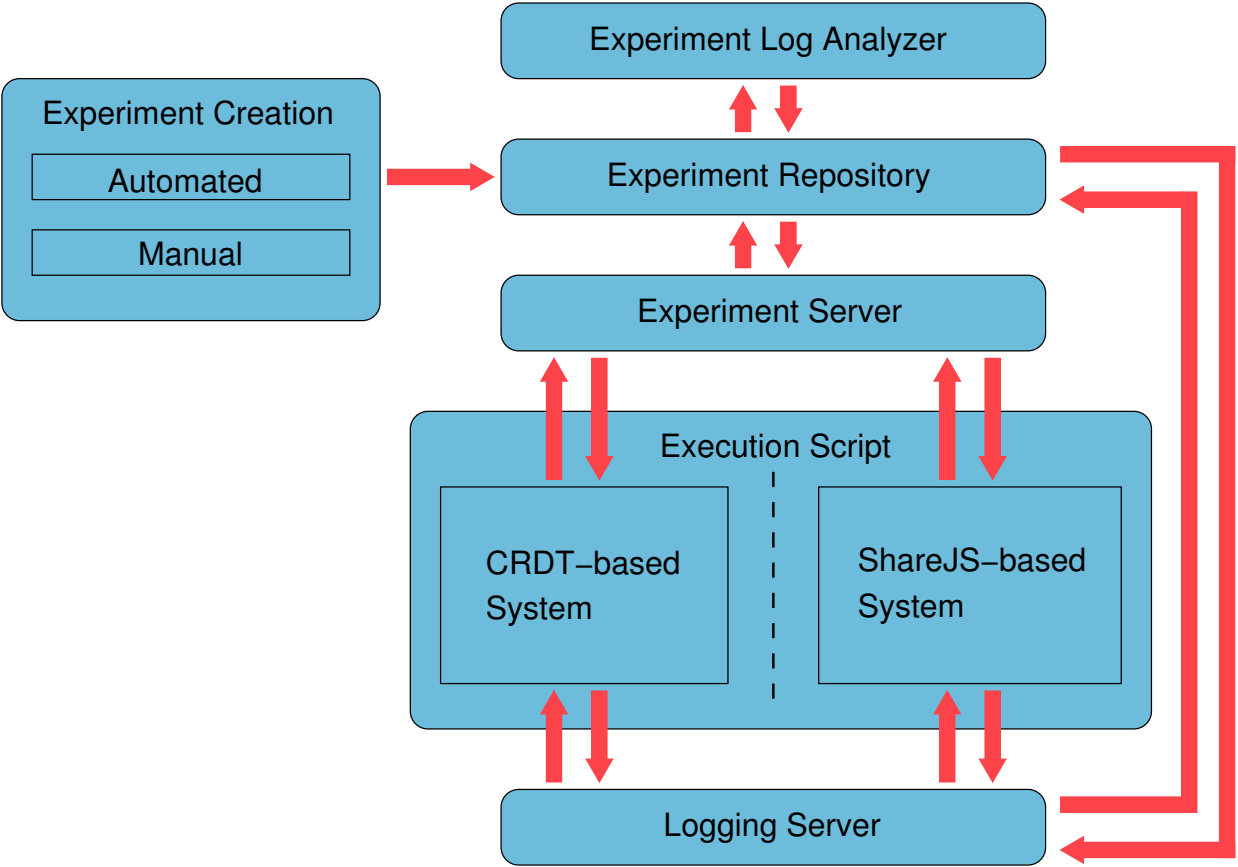 Experiment Log Analyzer
Experiment Creation
Automated
Manual
Experiment Repository
Experiment Server
Execution Script
CRDT–based
System
ShareJS–based
System
Logging Server